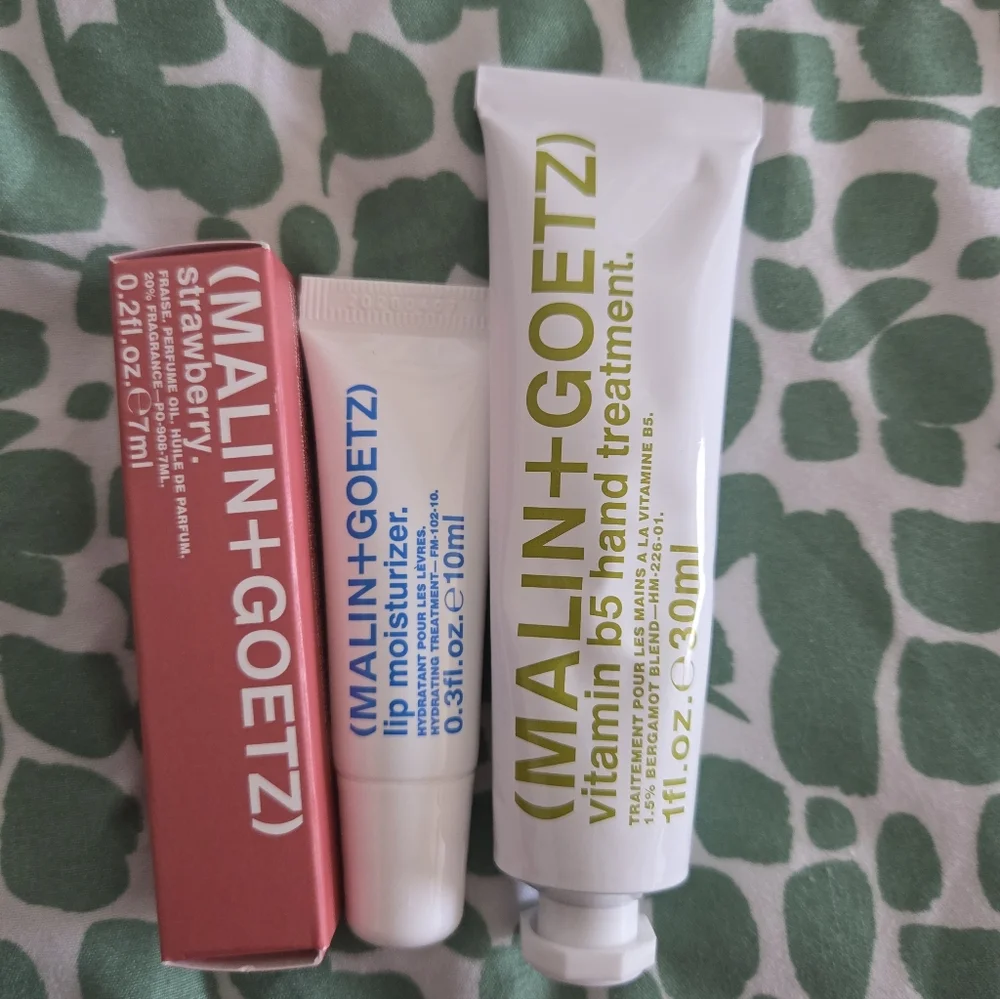 (MALIN+GOETZ)
strawberry.
FRAISE. PERFUME OIL. HUILE DE PARFUM.
20% FRAGRANCE—PO-908-7ML.
0.2fl.oz.℮7ml
(MALIN+GOETZ)
lip moisturizer.
HYDRATANT POUR LES LÈVRES.
HYDRATING TREATMENT—FM-102-10.
0.3fl.oz.℮10ml
(MALIN+GOETZ)
vitamin b5 hand treatment.
TRAITEMENT POUR LES MAINS A LA VITAMINE B5.
1.5% BERGAMOT BLEND—HM-226-01.
1fl.oz.℮30ml